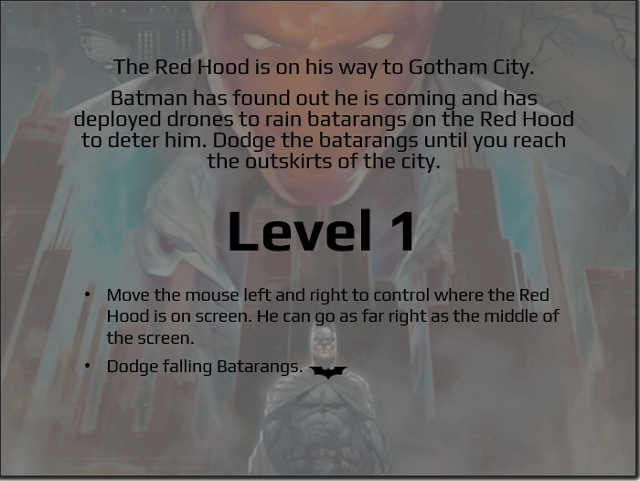 The Red Hood is on his way to Gotham City.
Batman has found out he is coming and has
deployed drones to rain batarangs on the Red Hood
to deter him. Dodge the batarangs until you reach
the outskirts of the city.
Level 1
• Move the mouse left and right to control where the Red
Hood is on screen. He can go as far right as the middle of
the screen.
• Dodge falling Batarangs.